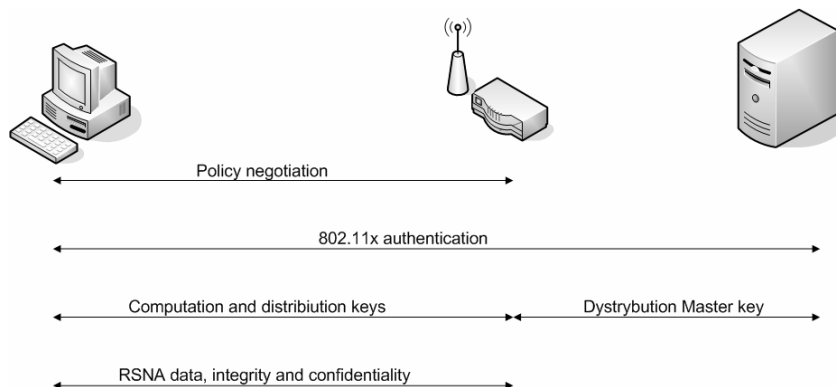 Policy negotiation
802.11x authentication
Computation and distribiution keys
Dystrybution Master key
RSNA data, integrity and confidentiality